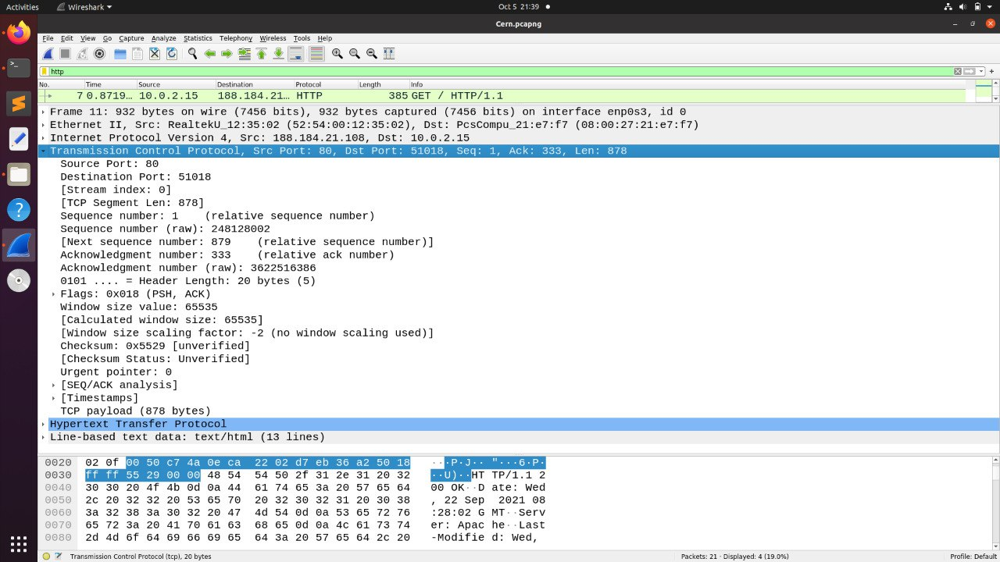 Activities Wireshark Oct 5 21:39
Cern.pcapng
File Edit View Go Capture Analyze Statistics Telephony Wireless Tools Help
http
No. Time Source Destination Protocol Length Info
7 0.8719… 10.0.2.15 188.184.21… HTTP 385 GET / HTTP/1.1
Frame 11: 932 bytes on wire (7456 bits), 932 bytes captured (7456 bits) on interface enp0s3, id 0
Ethernet II, Src: RealtekU_12:35:02 (52:54:00:12:35:02), Dst: PcsCompu_21:e7:f7 (08:00:27:21:e7:f7)
Internet Protocol Version 4, Src: 188.184.21.108, Dst: 10.0.2.15
Transmission Control Protocol, Src Port: 80, Dst Port: 51018, Seq: 1, Ack: 333, Len: 878
Source Port: 80
Destination Port: 51018
[Stream index: 0]
[TCP Segment Len: 878]
Sequence number: 1    (relative sequence number)
Sequence number (raw): 248128002
[Next sequence number: 879    (relative sequence number)]
Acknowledgment number: 333    (relative ack number)
Acknowledgment number (raw): 3622516386
0101 .... = Header Length: 20 bytes (5)
Flags: 0x018 (PSH, ACK)
Window size value: 65535
[Calculated window size: 65535]
[Window size scaling factor: -2 (no window scaling used)]
Checksum: 0x5529 [unverified]
[Checksum Status: Unverified]
Urgent pointer: 0
[SEQ/ACK analysis]
[Timestamps]
TCP payload (878 bytes)
Hypertext Transfer Protocol
Line-based text data: text/html (13 lines)
0020 02 0f 00 50 c7 4a 0e ca 22 02 d7 eb 36 a2 50 18 ···P·J·· "···6·P·
0030 ff ff 55 29 00 00 48 54 54 50 2f 31 2e 31 20 32 ··U)··HT TP/1.1 2
0040 30 30 20 4f 4b 0d 0a 44 61 74 65 3a 20 57 65 64 00 OK··D ate: Wed
0050 2c 20 32 32 20 53 65 70 20 32 30 32 31 20 30 38 , 22 Sep 2021 08
0060 3a 32 38 3a 30 32 20 47 4d 54 0d 0a 53 65 72 76 :28:02 G MT··Serv
0070 65 72 3a 20 41 70 61 63 68 65 0d 0a 4c 61 73 74 er: Apac he··Last
0080 2d 4d 6f 64 69 66 69 65 64 3a 20 57 65 64 2c 20 -Modifie d: Wed,
Transmission Control Protocol (tcp), 20 bytes Packets: 21 · Displayed: 4 (19.0%) Profile: Default